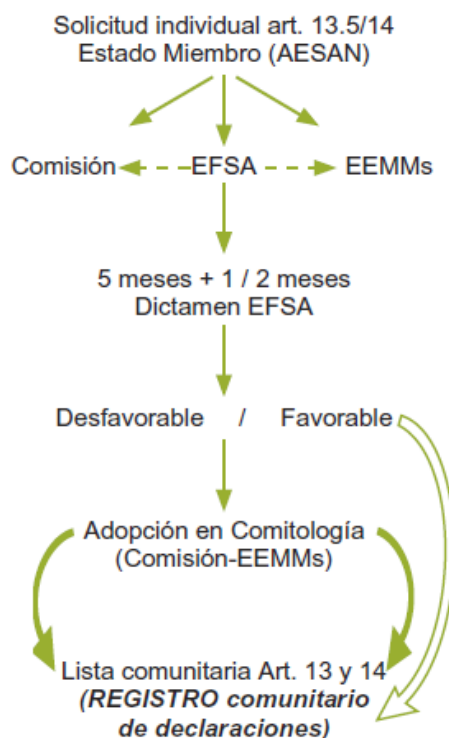 Solicitud individual art. 13.5/14
Estado Miembro (AESAN)
Comisión EFSA EEMMs
5 meses + 1 / 2 meses
Dictamen EFSA
Desfavorable / Favorable
Adopción en Comitología
(Comisión-EEMMs)
Lista comunitaria Art. 13 y 14
(REGISTRO comunitario
de declaraciones)